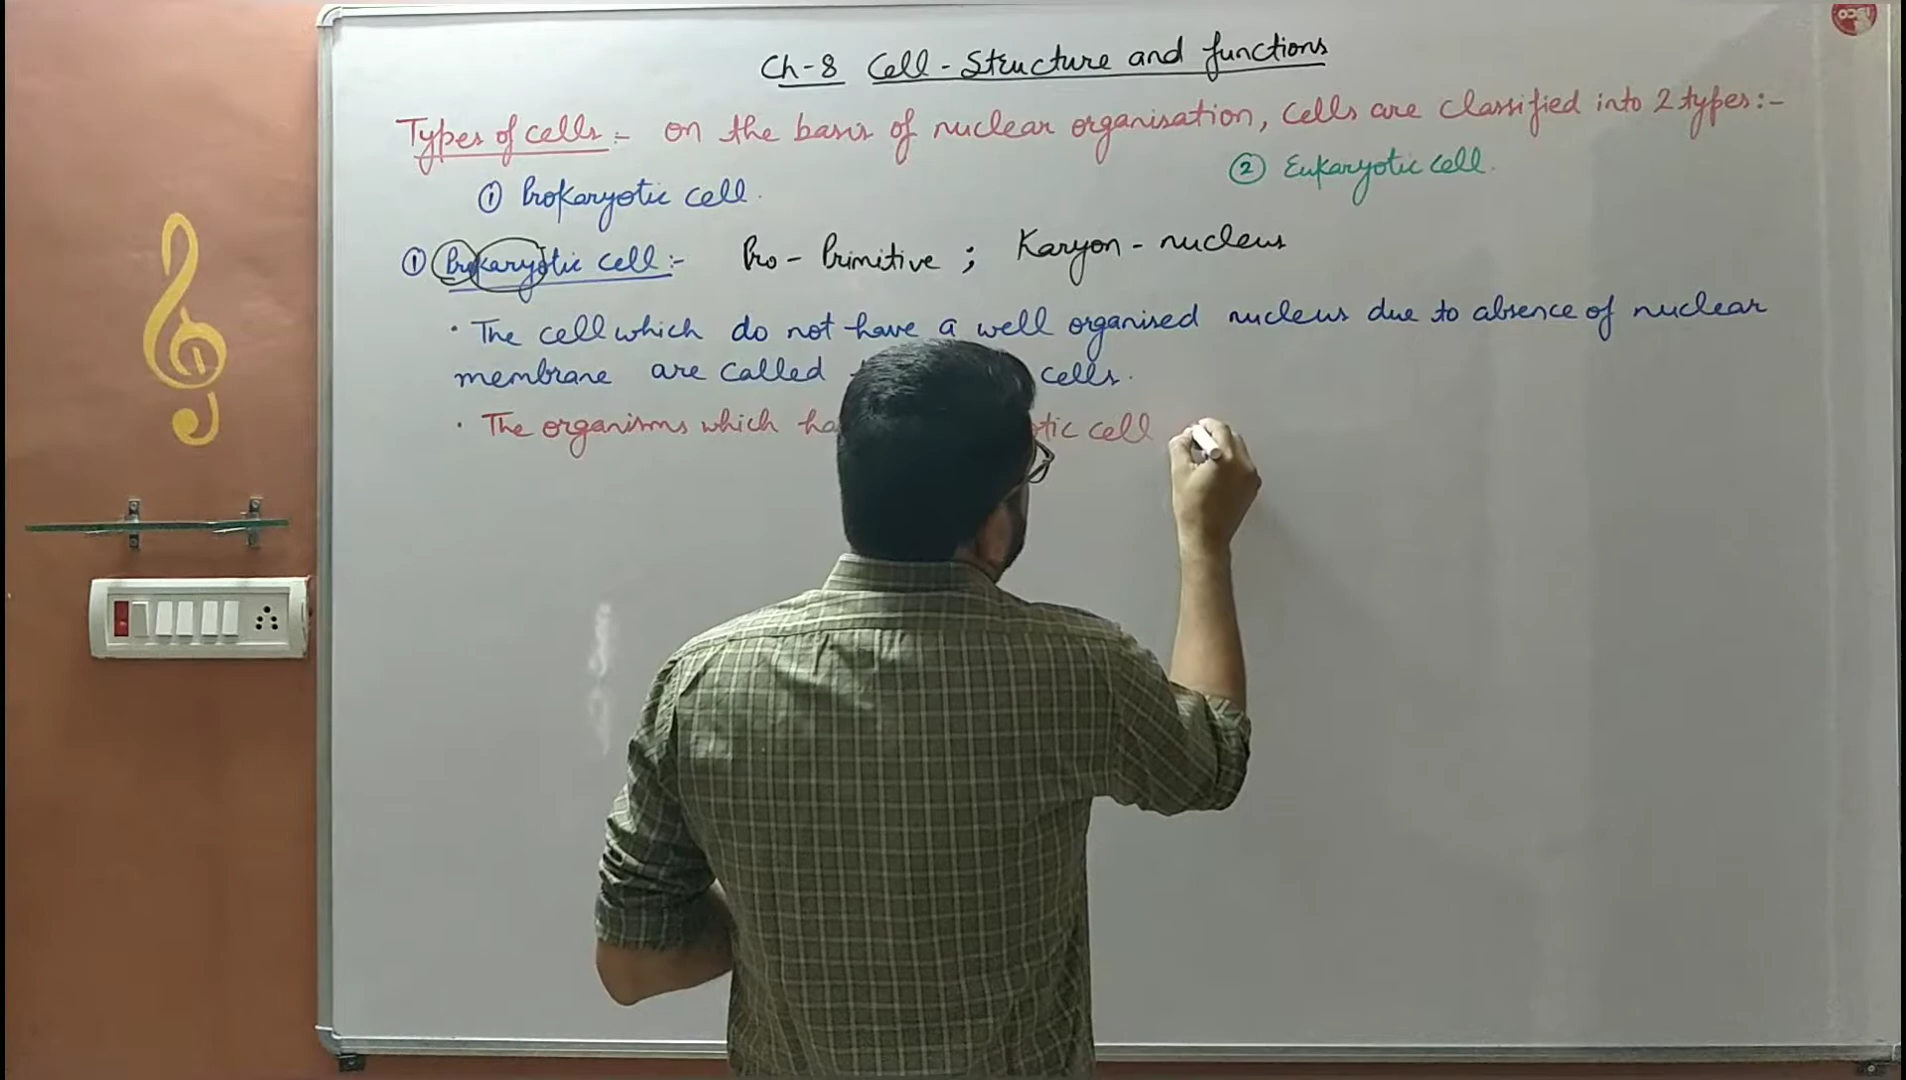 Ch-8 Cell - Structure and functions
Types of cells :- on the basis of nuclear organisation, cells are classified into 2 types :-
① Prokaryotic cell.
② Eukaryotic cell.
① Prokaryotic cell :- Pro - Primitive ; Karyon - nucleus
· The cell which do not have a well organised nucleus due to absence of nuclear
membrane are called cells.
· The organisms which ha tic cell